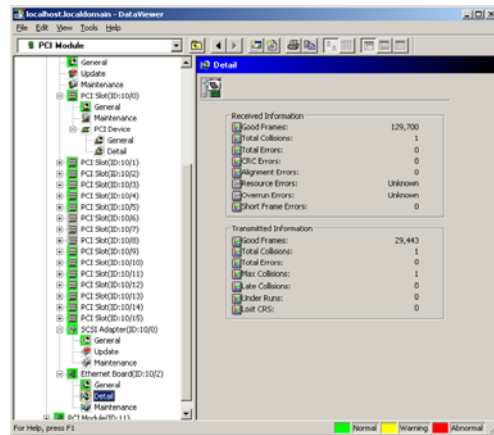 localhost.localdomain - DataViewer
File Edit View Tools Help
PCI Module
General
Update
Maintenance
PCI Slot(ID:10/0)
General
Maintenance
PCI Device
General
Detail
PCI Slot(ID:10/1)
PCI Slot(ID:10/2)
PCI Slot(ID:10/3)
PCI Slot(ID:10/4)
PCI Slot(ID:10/5)
PCI Slot(ID:10/6)
PCI Slot(ID:10/7)
PCI Slot(ID:10/8)
PCI Slot(ID:10/9)
PCI Slot(ID:10/10)
PCI Slot(ID:10/11)
PCI Slot(ID:10/12)
PCI Slot(ID:10/13)
PCI Slot(ID:10/14)
PCI Slot(ID:10/15)
SCSI Adapter(ID:10/0)
General
Update
Maintenance
Ethernet Board(ID:10/2)
General
Detail
Maintenance
PCI Module(ID:11)
Detail
Received Information
Good Frames: 129,700
Total Collisions: 1
Total Errors: 0
CRC Errors: 0
Alignment Errors: 0
Resource Errors: Unknown
Overrun Errors: Unknown
Short Frame Errors: 0
Transmitted Information
Good Frames: 29,443
Total Collisions: 1
Total Errors: 0
Max Collisions: 1
Late Collisions: 0
Under Runs: 0
Lost CRS: 0
For Help, press F1
Normal Warning Abnormal